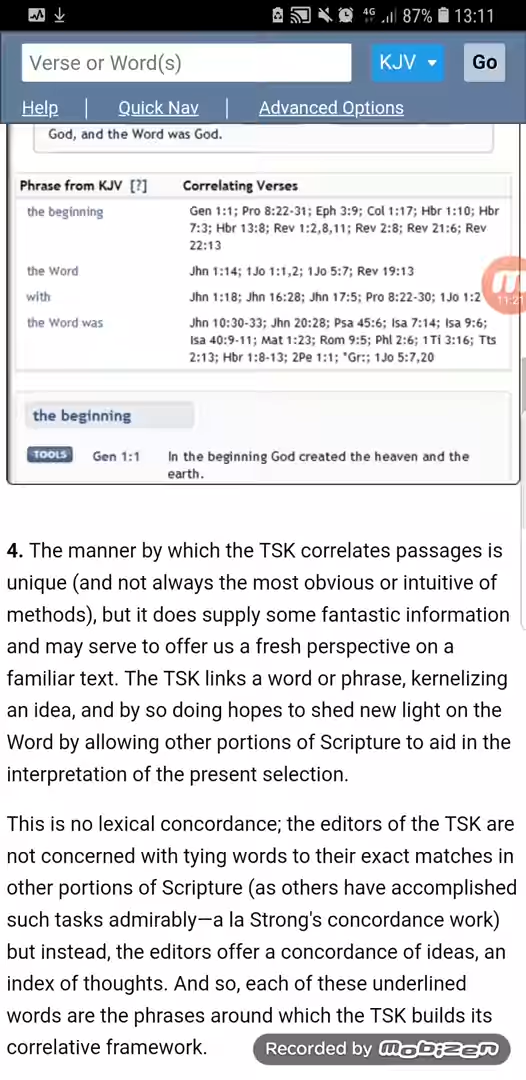 4G 87% 13:11
Verse or Word(s) KJV Go
Help | Quick Nav | Advanced Options
God, and the Word was God.
Phrase from KJV [?] Correlating Verses
the beginning Gen 1:1; Pro 8:22-31; Eph 3:9; Col 1:17; Hbr 1:10; Hbr
7:3; Hbr 13:8; Rev 1:2,8,11; Rev 2:8; Rev 21:6; Rev
22:13
the Word Jhn 1:14; 1Jo 1:1,2; 1Jo 5:7; Rev 19:13
with Jhn 1:18; Jhn 16:28; Jhn 17:5; Pro 8:22-30; 1Jo 1:2
11:21
the Word was Jhn 10:30-33; Jhn 20:28; Psa 45:6; Isa 7:14; Isa 9:6;
Isa 40:9-11; Mat 1:23; Rom 9:5; Phl 2:6; 1Ti 3:16; Tts
2:13; Hbr 1:8-13; 2Pe 1:1; *Gr:; 1Jo 5:7,20
the beginning
TOOLS Gen 1:1 In the beginning God created the heaven and the
earth.
4. The manner by which the TSK correlates passages is
unique (and not always the most obvious or intuitive of
methods), but it does supply some fantastic information
and may serve to offer us a fresh perspective on a
familiar text. The TSK links a word or phrase, kernelizing
an idea, and by so doing hopes to shed new light on the
Word by allowing other portions of Scripture to aid in the
interpretation of the present selection.
This is no lexical concordance; the editors of the TSK are
not concerned with tying words to their exact matches in
other portions of Scripture (as others have accomplished
such tasks admirably—a la Strong's concordance work)
but instead, the editors offer a concordance of ideas, an
index of thoughts. And so, each of these underlined
words are the phrases around which the TSK builds its
correlative framework.
Recorded by mobizen